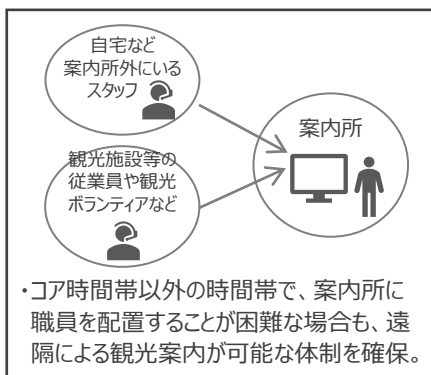 自宅など
案内所外にいる
スタッフ
観光施設等の
従業員や観光
ボランティアなど
案内所
・コア時間帯以外の時間帯で、案内所に
職員を配置することが困難な場合も、遠
隔による観光案内が可能な体制を確保。